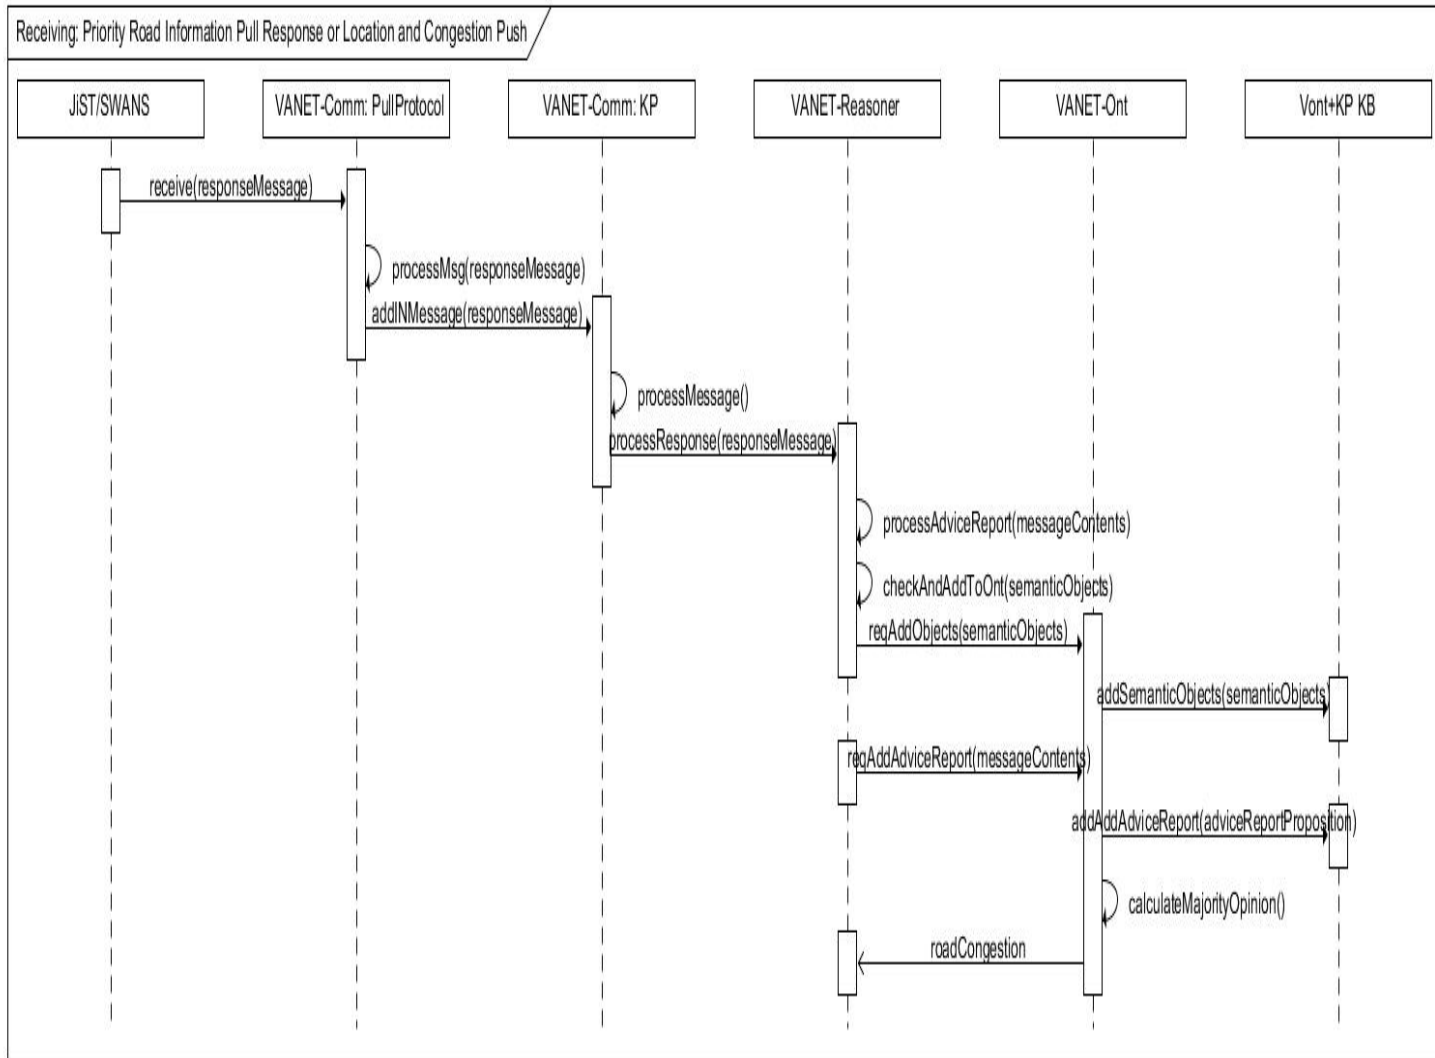 Receiving: Priority Road Information Pull Response or Location and Congestion Push
JiST/SWANS
VANET-Comm: PullProtocol
VANET-Comm: KP
VANET-Reasoner
VANET-Ont
Vont+KP KB
receive(responseMessage)
processMsg(responseMessage)
addINMessage(responseMessage)
processMessage()
processResponse(responseMessage)
processAdviceReport(messageContents)
checkAndAddToOnt(semanticObjects)
reqAddObjects(semanticObjects)
addSemanticObjects(semanticObjects)
reqAddAdviceReport(messageContents)
addAddAdviceReport(adviceReportProposition)
calculateMajorityOpinion()
roadCongestion